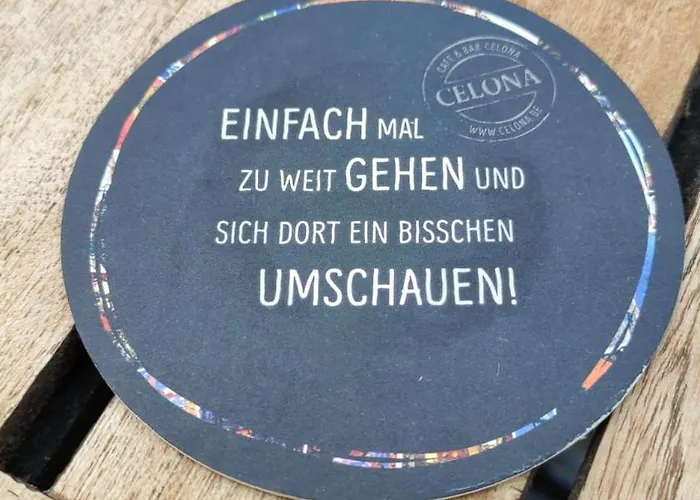 CAFE & BAR CELONA
CELONA
WWW.CELONA.DE
EINFACH MAL
ZU WEIT GEHEN UND
SICH DORT EIN BISSCHEN
UMSCHAUEN!